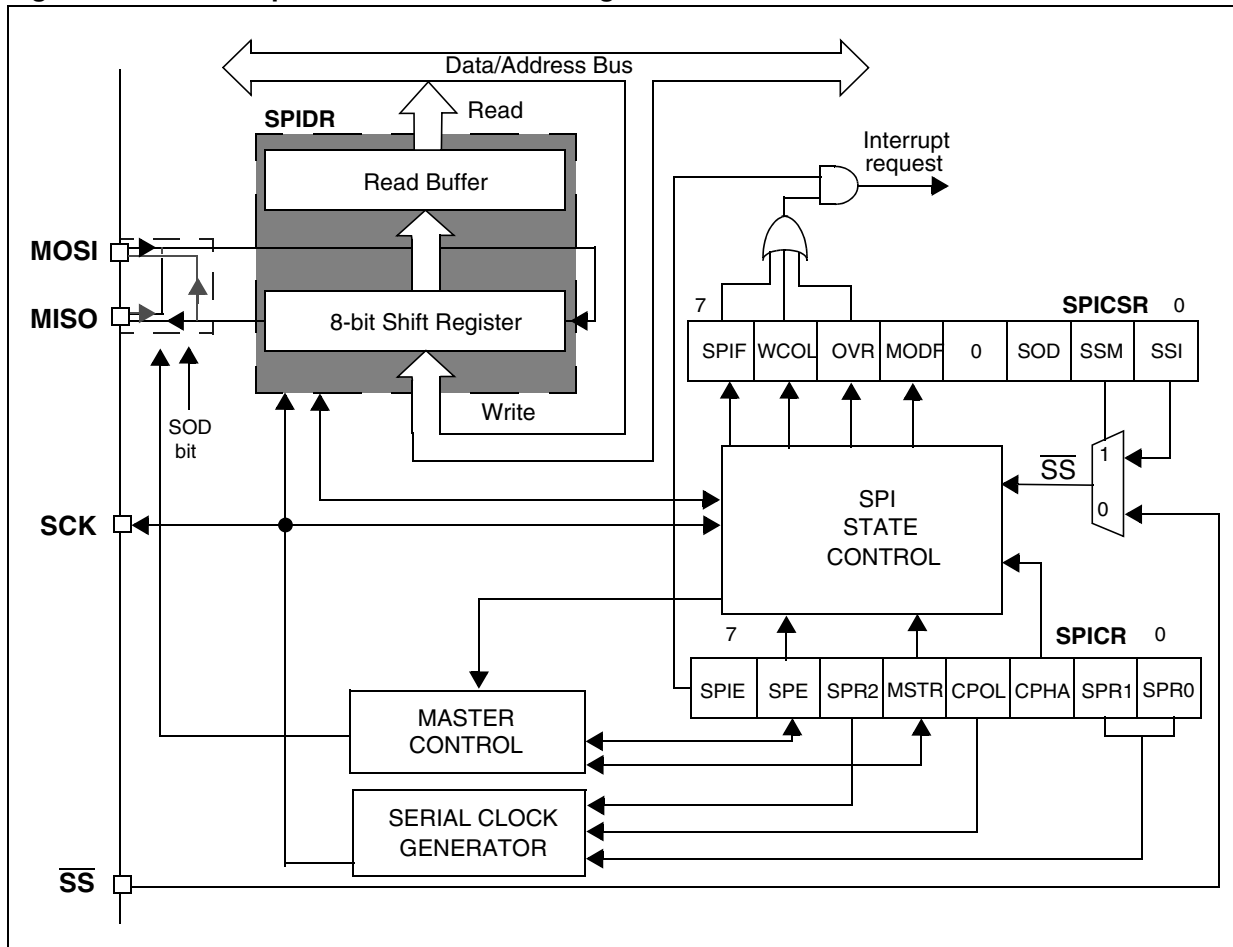 Data/Address Bus
SPIDR
Read
Read Buffer
Interrupt
request
MOSI
MISO
8-bit Shift Register
Write
SOD
bit
7
SPICSR
0
SPIF
WCOL
OVR
MODF
0
SOD
SSM
SSI
1
0
SS
SPI
STATE
CONTROL
SCK
7
SPICR
0
SPIE
SPE
SPR2
MSTR
CPOL
CPHA
SPR1
SPR0
MASTER
CONTROL
SERIAL CLOCK
GENERATOR
SS